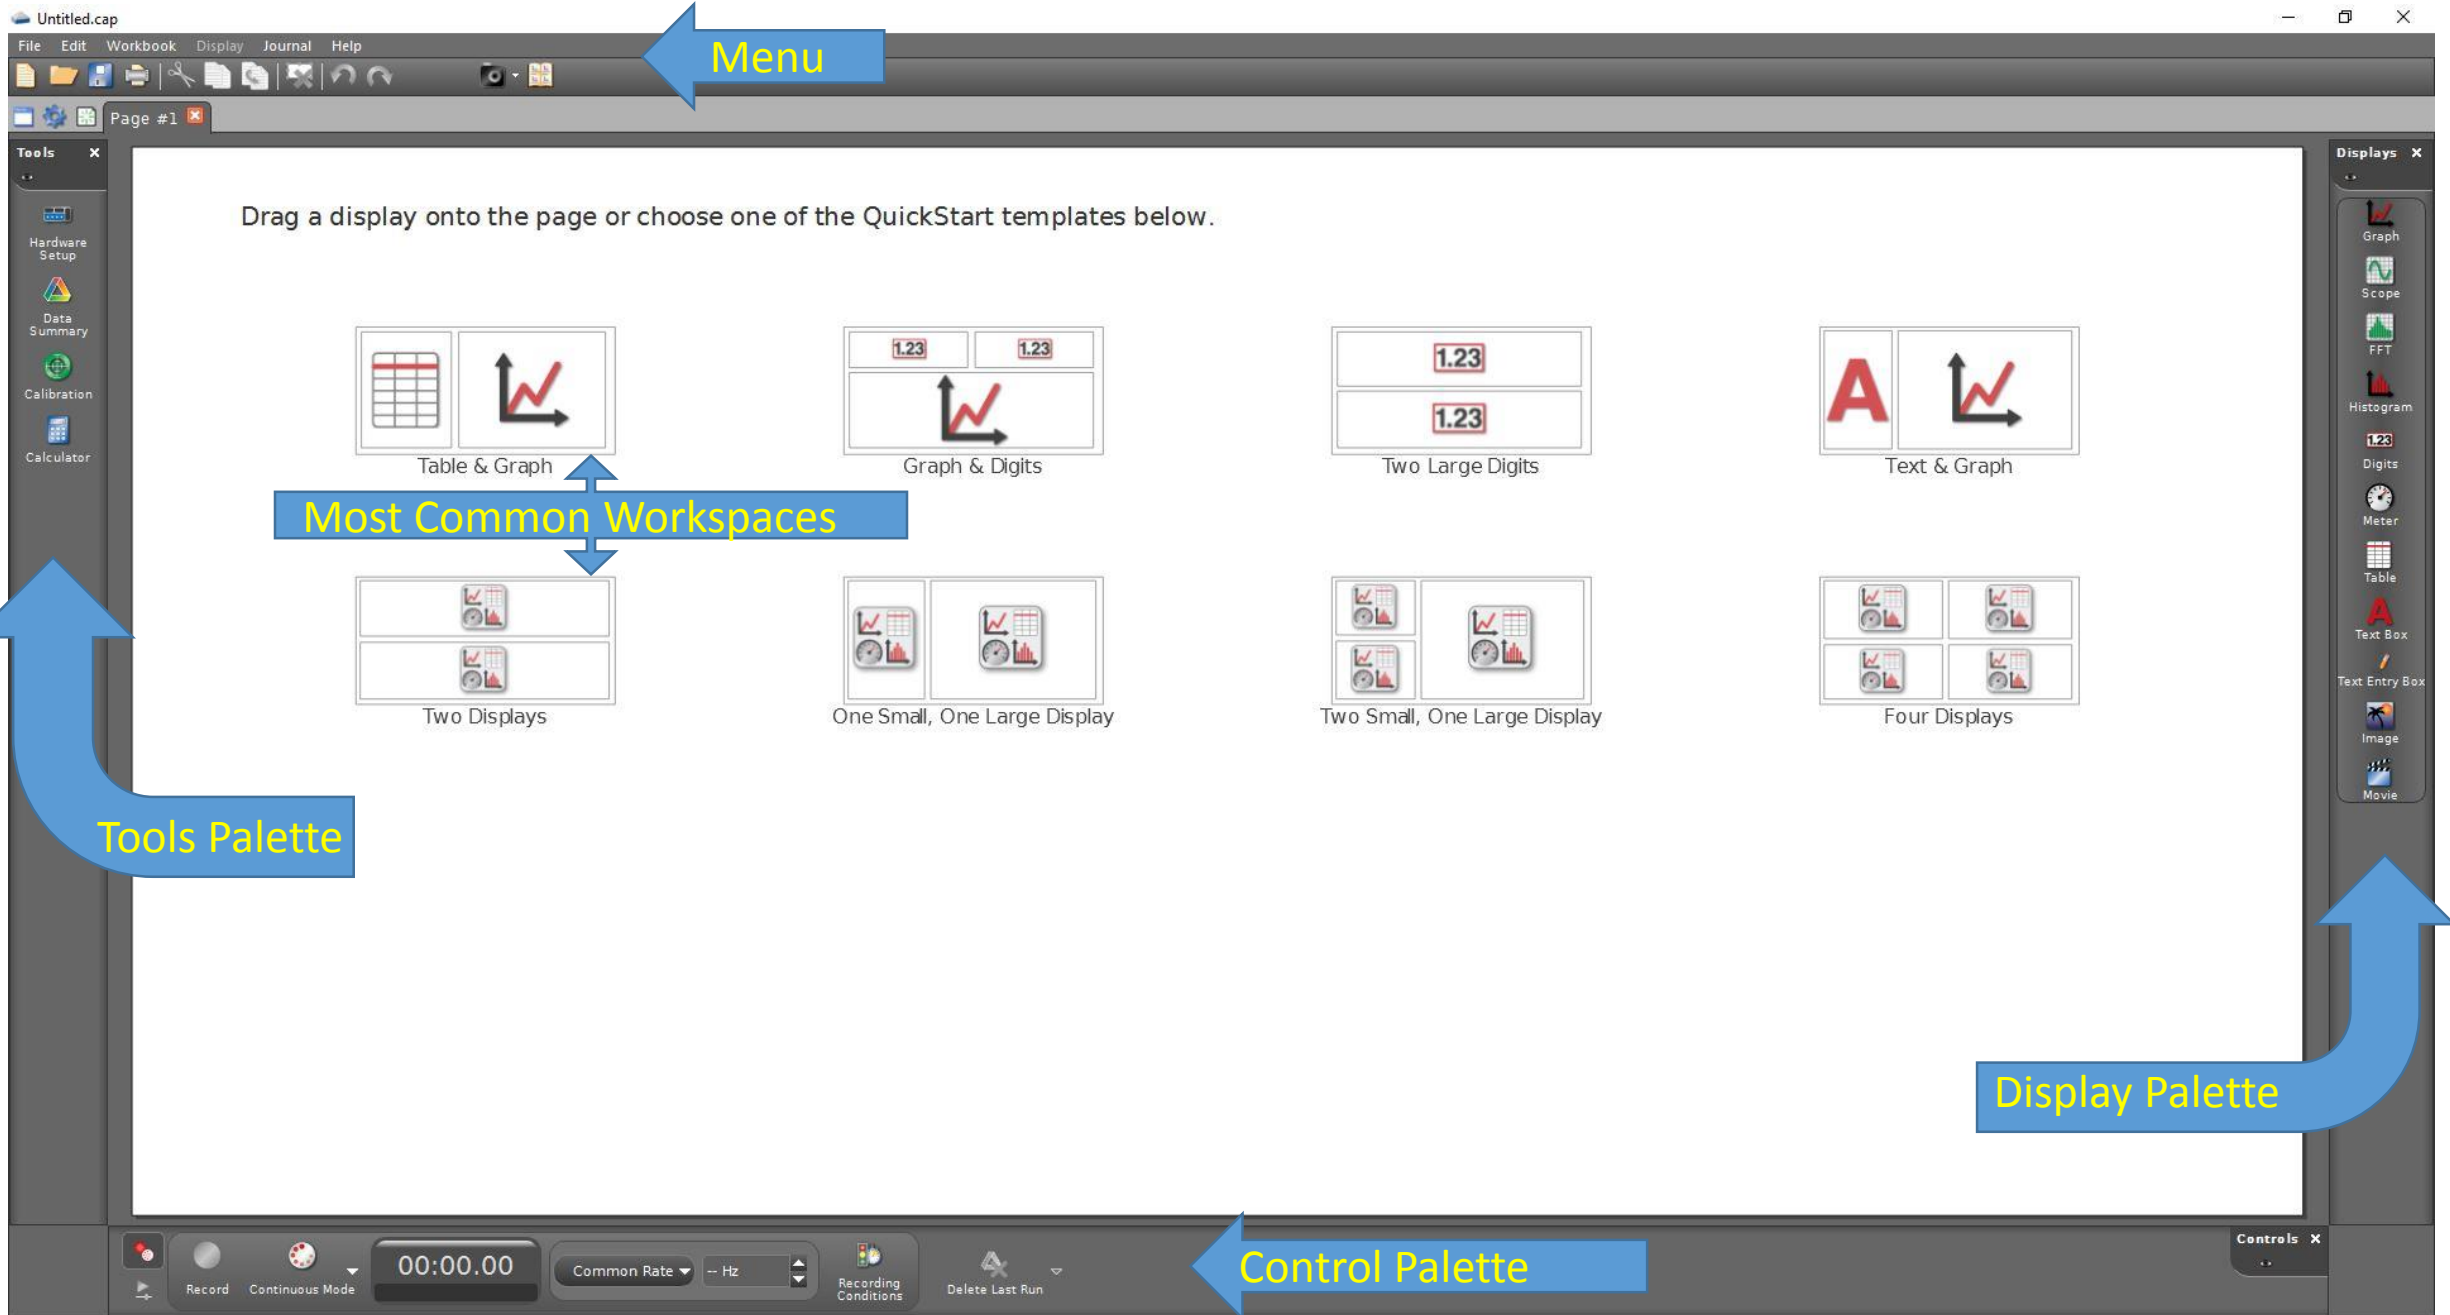 Untitled.cap
File Edit Workbook Display Journal Help
Menu
Page #1
Tools
Hardware
Setup
Data
Summary
Calibration
Calculator
Drag a display onto the page or choose one of the QuickStart templates below.
1.23 1.23 1.23
1.23
A
Table & Graph Graph & Digits Two Large Digits Text & Graph
Most Common Workspaces
Two Displays One Small, One Large Display Two Small, One Large Display Four Displays
Tools Palette
Displays
Graph
Scope
FFT
Histogram
1.23
Digits
Meter
Table
A
Text Box
Text Entry Box
Image
Movie
Display Palette
Record
Continuous Mode
00:00.00
Common Rate
-- Hz
Recording
Conditions
Delete Last Run
Control Palette
Controls